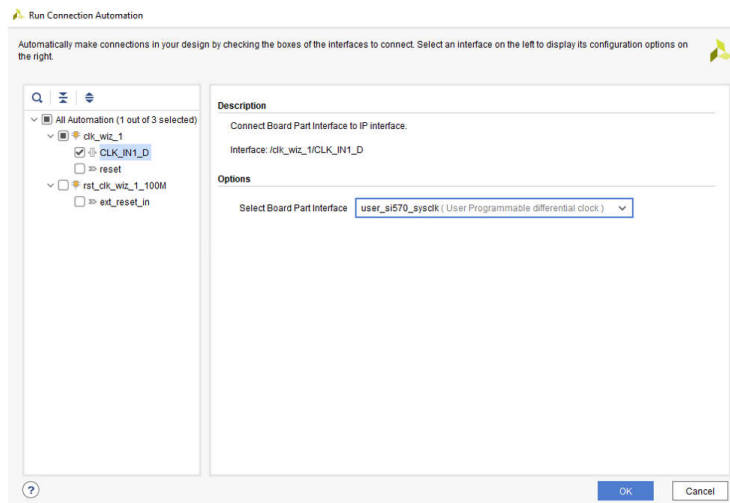 Run Connection Automation
Automatically make connections in your design by checking the boxes of the interfaces to connect. Select an interface on the left to display its configuration options on
the right.
All Automation (1 out of 3 selected)
clk_wiz_1
CLK_IN1_D
reset
rst_clk_wiz_1_100M
ext_reset_in
Description
Connect Board Part Interface to IP interface.
Interface: /clk_wiz_1/CLK_IN1_D
Options
Select Board Part Interface user_si570_sysclk ( User Programmable differential clock )
?
OK Cancel